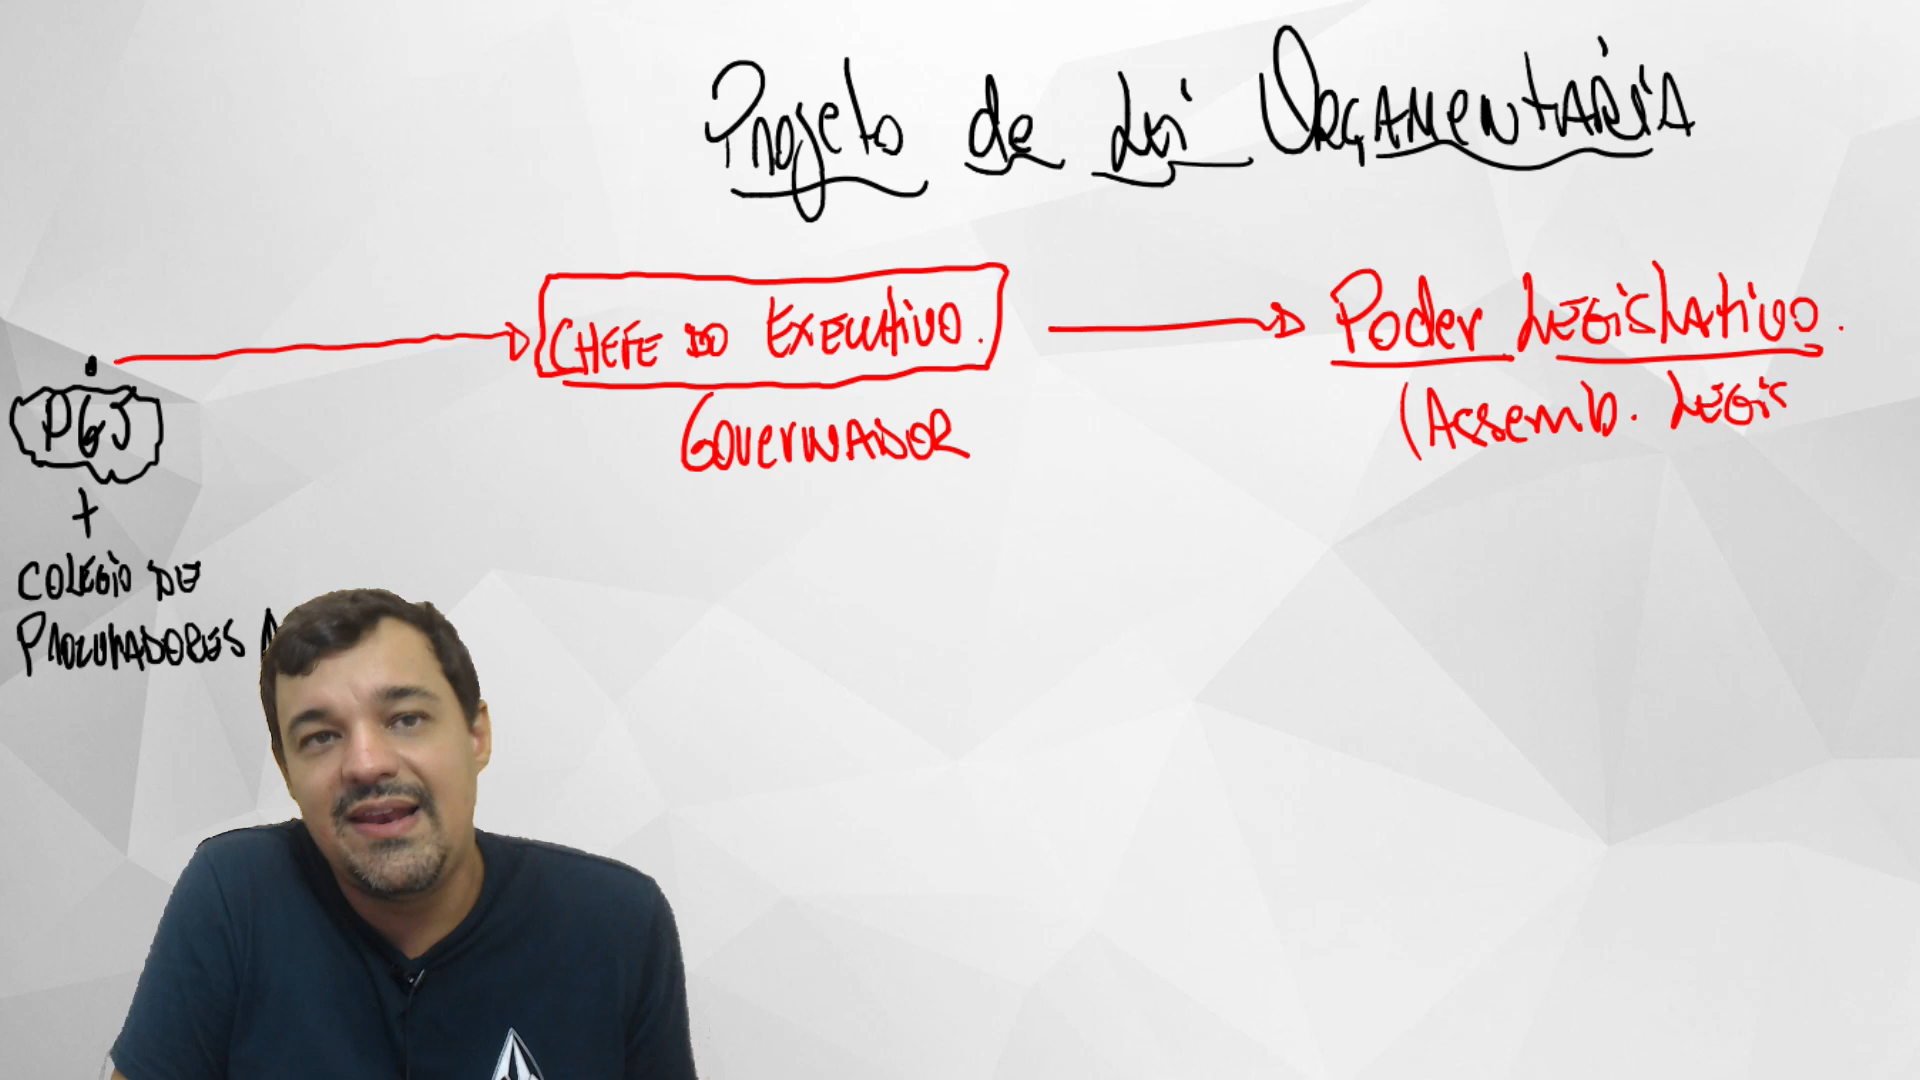 Projeto de Lei Orçamentária
CHEFE DO EXECUTIVO.
GOVERNADOR
Poder Legislativo.
(Assemb. Legis
PGJ
+
COLÉGIO DE
PROCURADORES